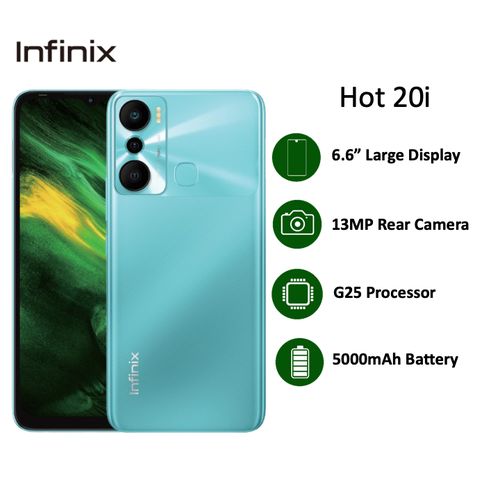 Infinix
Hot 20i
6.6” Large Display
13MP Rear Camera
G25 Processor
5000mAh Battery
Infinix